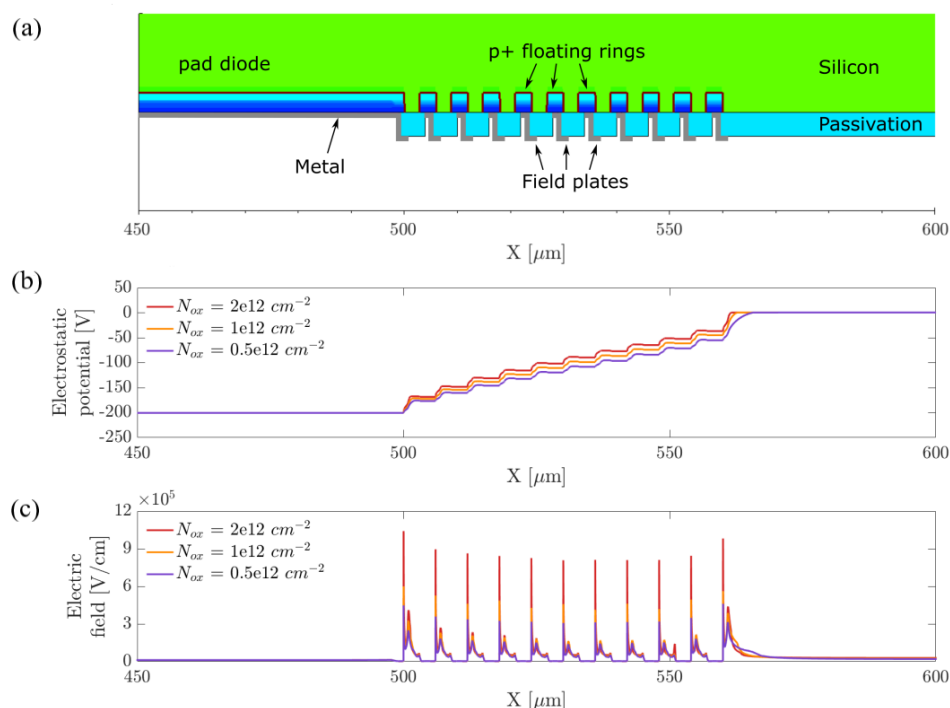 (a)
p+ floating rings
pad diode
Silicon
Passivation
Metal
Field plates
450 500 550 600
X [μm]
(b)
50
0
-50
-100
-150
-200
-250
Electrostatic
potential [V]
N_ox = 2e12 cm⁻²
N_ox = 1e12 cm⁻²
N_ox = 0.5e12 cm⁻²
450 500 550 600
X [μm]
(c)
×10⁵
12
9
6
3
0
Electric
field [V/cm]
N_ox = 2e12 cm⁻²
N_ox = 1e12 cm⁻²
N_ox = 0.5e12 cm⁻²
450 500 550 600
X [μm]